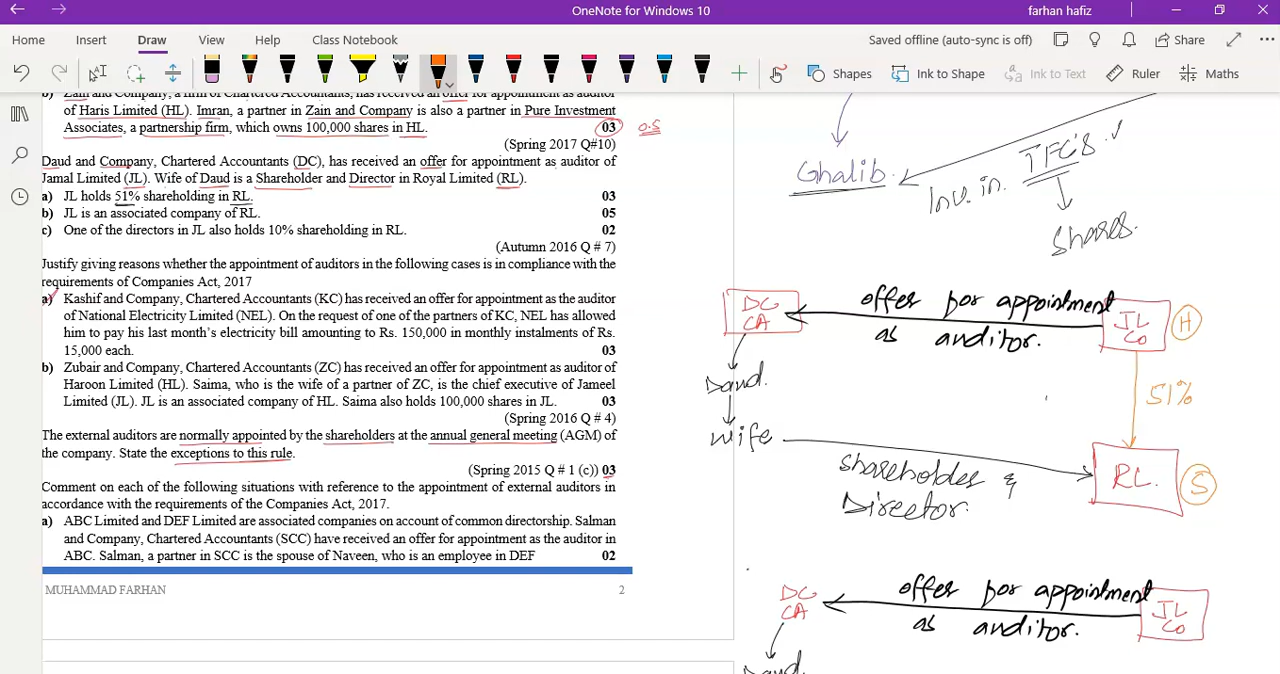 OneNote for Windows 10
farhan hafiz
Home Insert Draw View Help Class Notebook
Saved offline (auto-sync is off) Share
Shapes Ink to Shape Ink to Text Ruler Maths
b) Zain and Company, a firm of Chartered Accountants, has received an offer for appointment as auditor
of Haris Limited (HL). Imran, a partner in Zain and Company is also a partner in Pure Investment
Associates, a partnership firm, which owns 100,000 shares in HL. 03 0.5
(Spring 2017 Q#10)
Daud and Company, Chartered Accountants (DC), has received an offer for appointment as auditor of
Jamal Limited (JL). Wife of Daud is a Shareholder and Director in Royal Limited (RL).
a) JL holds 51% shareholding in RL. 03
b) JL is an associated company of RL. 05
c) One of the directors in JL also holds 10% shareholding in RL. 02
(Autumn 2016 Q # 7)
Justify giving reasons whether the appointment of auditors in the following cases is in compliance with the
requirements of Companies Act, 2017
a) Kashif and Company, Chartered Accountants (KC) has received an offer for appointment as the auditor
of National Electricity Limited (NEL). On the request of one of the partners of KC, NEL has allowed
him to pay his last month's electricity bill amounting to Rs. 150,000 in monthly instalments of Rs.
15,000 each. 03
b) Zubair and Company, Chartered Accountants (ZC) has received an offer for appointment as auditor of
Haroon Limited (HL). Saima, who is the wife of a partner of ZC, is the chief executive of Jameel
Limited (JL). JL is an associated company of HL. Saima also holds 100,000 shares in JL. 03
(Spring 2016 Q # 4)
The external auditors are normally appointed by the shareholders at the annual general meeting (AGM) of
the company. State the exceptions to this rule.
(Spring 2015 Q # 1 (c)) 03
Comment on each of the following situations with reference to the appointment of external auditors in
accordance with the requirements of the Companies Act, 2017.
a) ABC Limited and DEF Limited are associated companies on account of common directorship. Salman
and Company, Chartered Accountants (SCC) have received an offer for appointment as the auditor in
ABC. Salman, a partner in SCC is the spouse of Naveen, who is an employee in DEF 02
MUHAMMAD FARHAN 2
Ghalib
Inv. in. TFC'S
Shares.
DC
CA
offer for appointment
as auditor.
JL
CO
H
Daud.
51%
wife
Shareholder &
Director.
RL.
S
DC
CA
offer for appointment
as auditor.
JL
CO
Daud